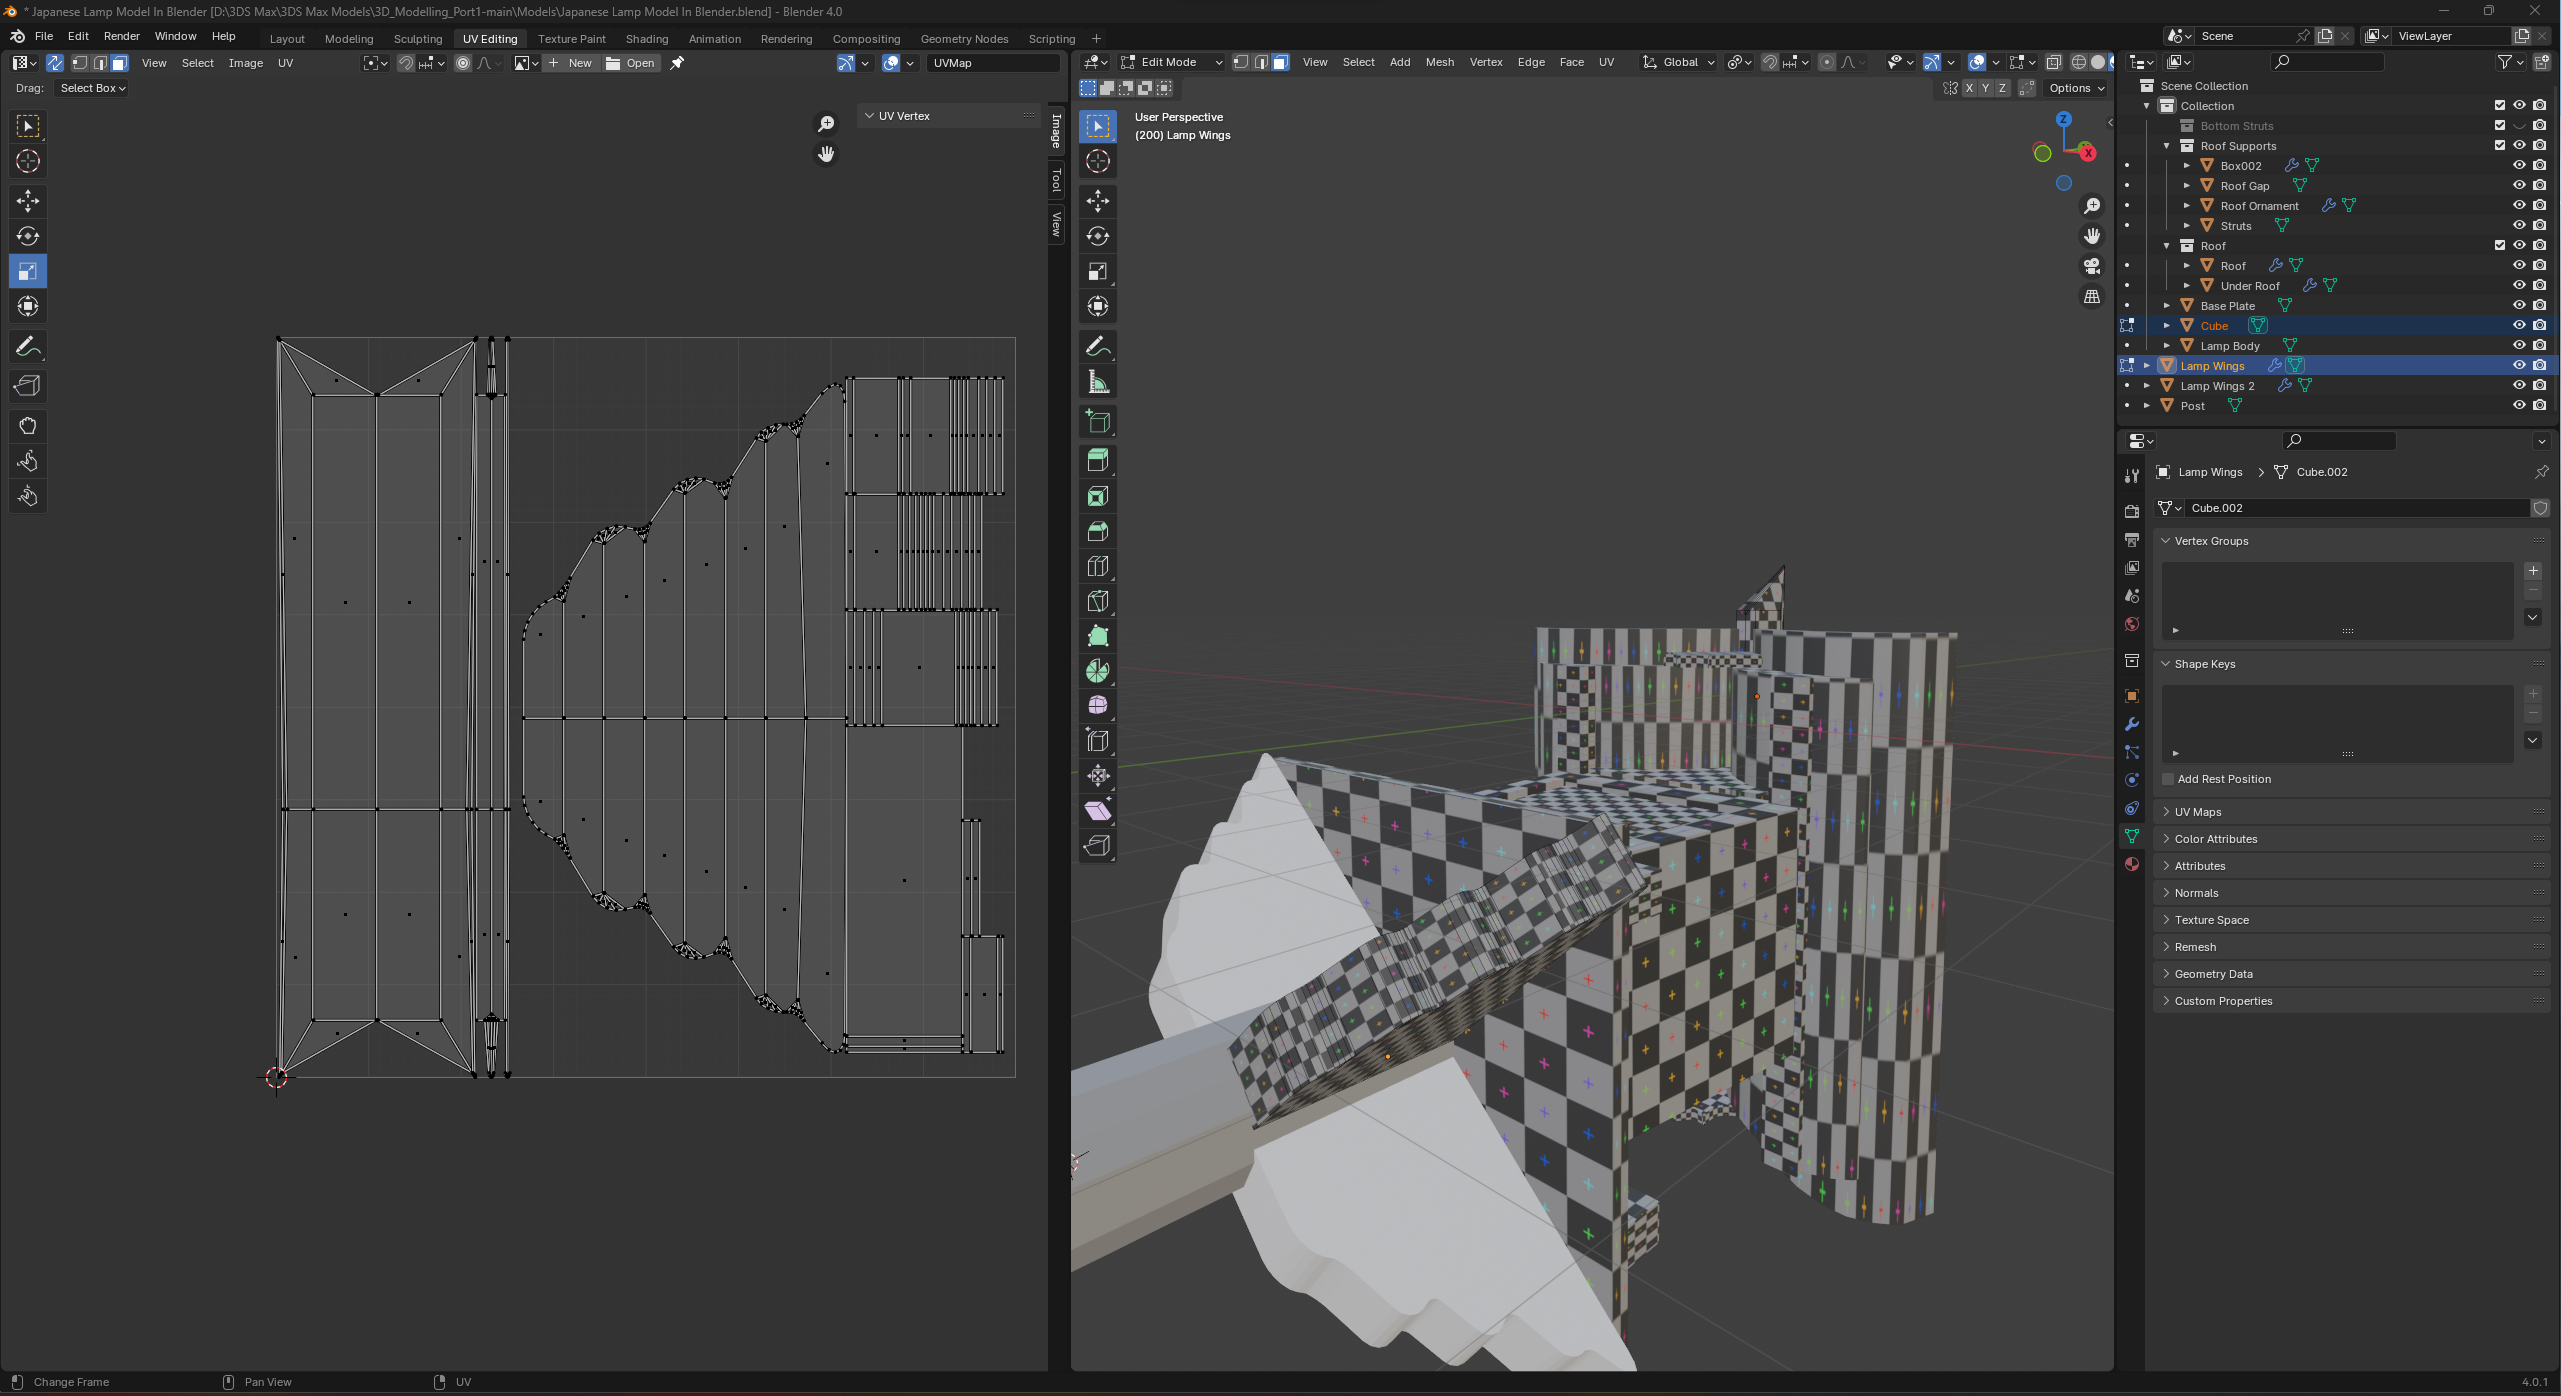 * Japanese Lamp Model In Blender [D:\3DS Max\3DS Max Models\3D_Modelling_Port1-main\Models\Japanese Lamp Model In Blender.blend] - Blender 4.0
File Edit Render Window Help Layout Modeling Sculpting UV Editing Texture Paint Shading Animation Rendering Compositing Geometry Nodes Scripting + Scene ViewLayer
View Select Image UV New Open UVMap Edit Mode View Select Add Mesh Vertex Edge Face UV Global
Drag: Select Box X Y Z Options
UV Vertex
Image
Tool
View
User Perspective
(200) Lamp Wings
Z
X
Scene Collection
Collection
Bottom Struts
Roof Supports
Box002
Roof Gap
Roof Ornament
Struts
Roof
Roof
Under Roof
Base Plate
Cube
Lamp Body
Lamp Wings
Lamp Wings 2
Post
Lamp Wings > Cube.002
Cube.002
Vertex Groups
Shape Keys
Add Rest Position
UV Maps
Color Attributes
Attributes
Normals
Texture Space
Remesh
Geometry Data
Custom Properties
Change Frame Pan View UV 4.0.1